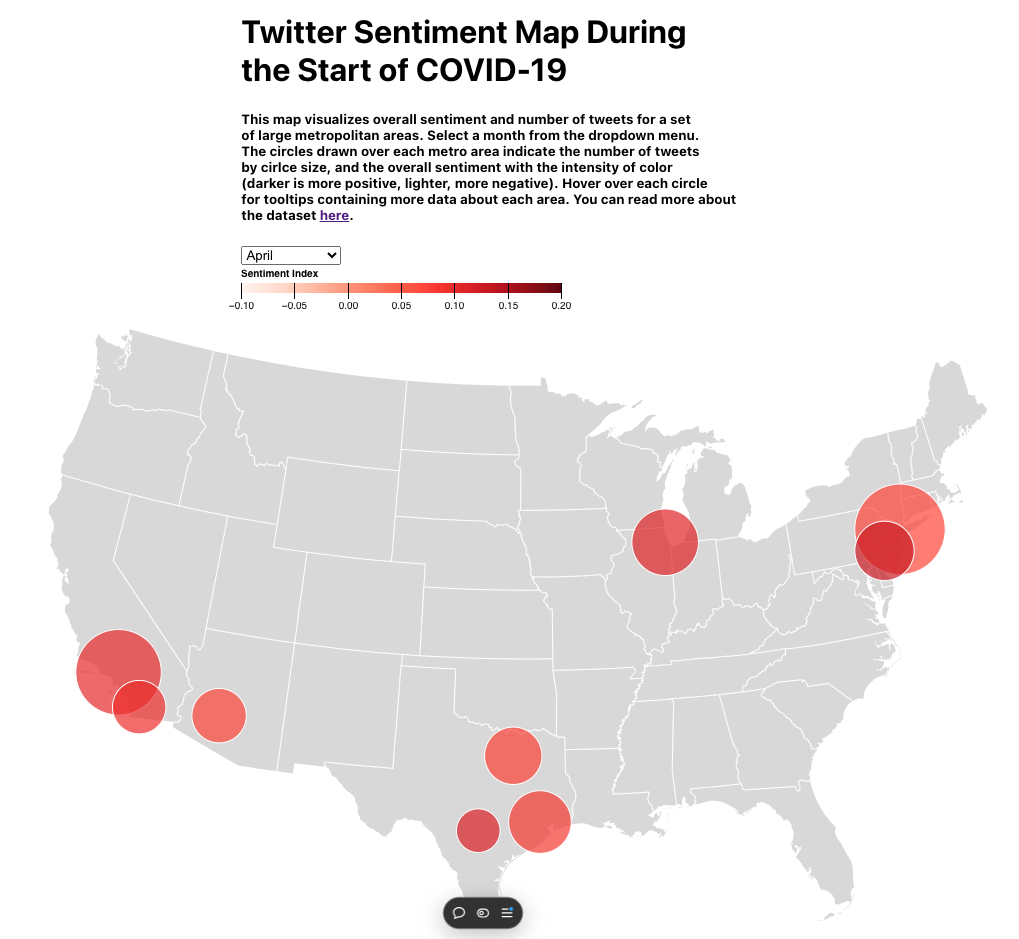 Twitter Sentiment Map During
the Start of COVID-19
This map visualizes overall sentiment and number of tweets for a set
of large metropolitan areas. Select a month from the dropdown menu.
The circles drawn over each metro area indicate the number of tweets
by cirlce size, and the overall sentiment with the intensity of color
(darker is more positive, lighter, more negative). Hover over each circle
for tooltips containing more data about each area. You can read more about
the dataset here.
April
Sentiment Index
−0.10 −0.05 0.00 0.05 0.10 0.15 0.20